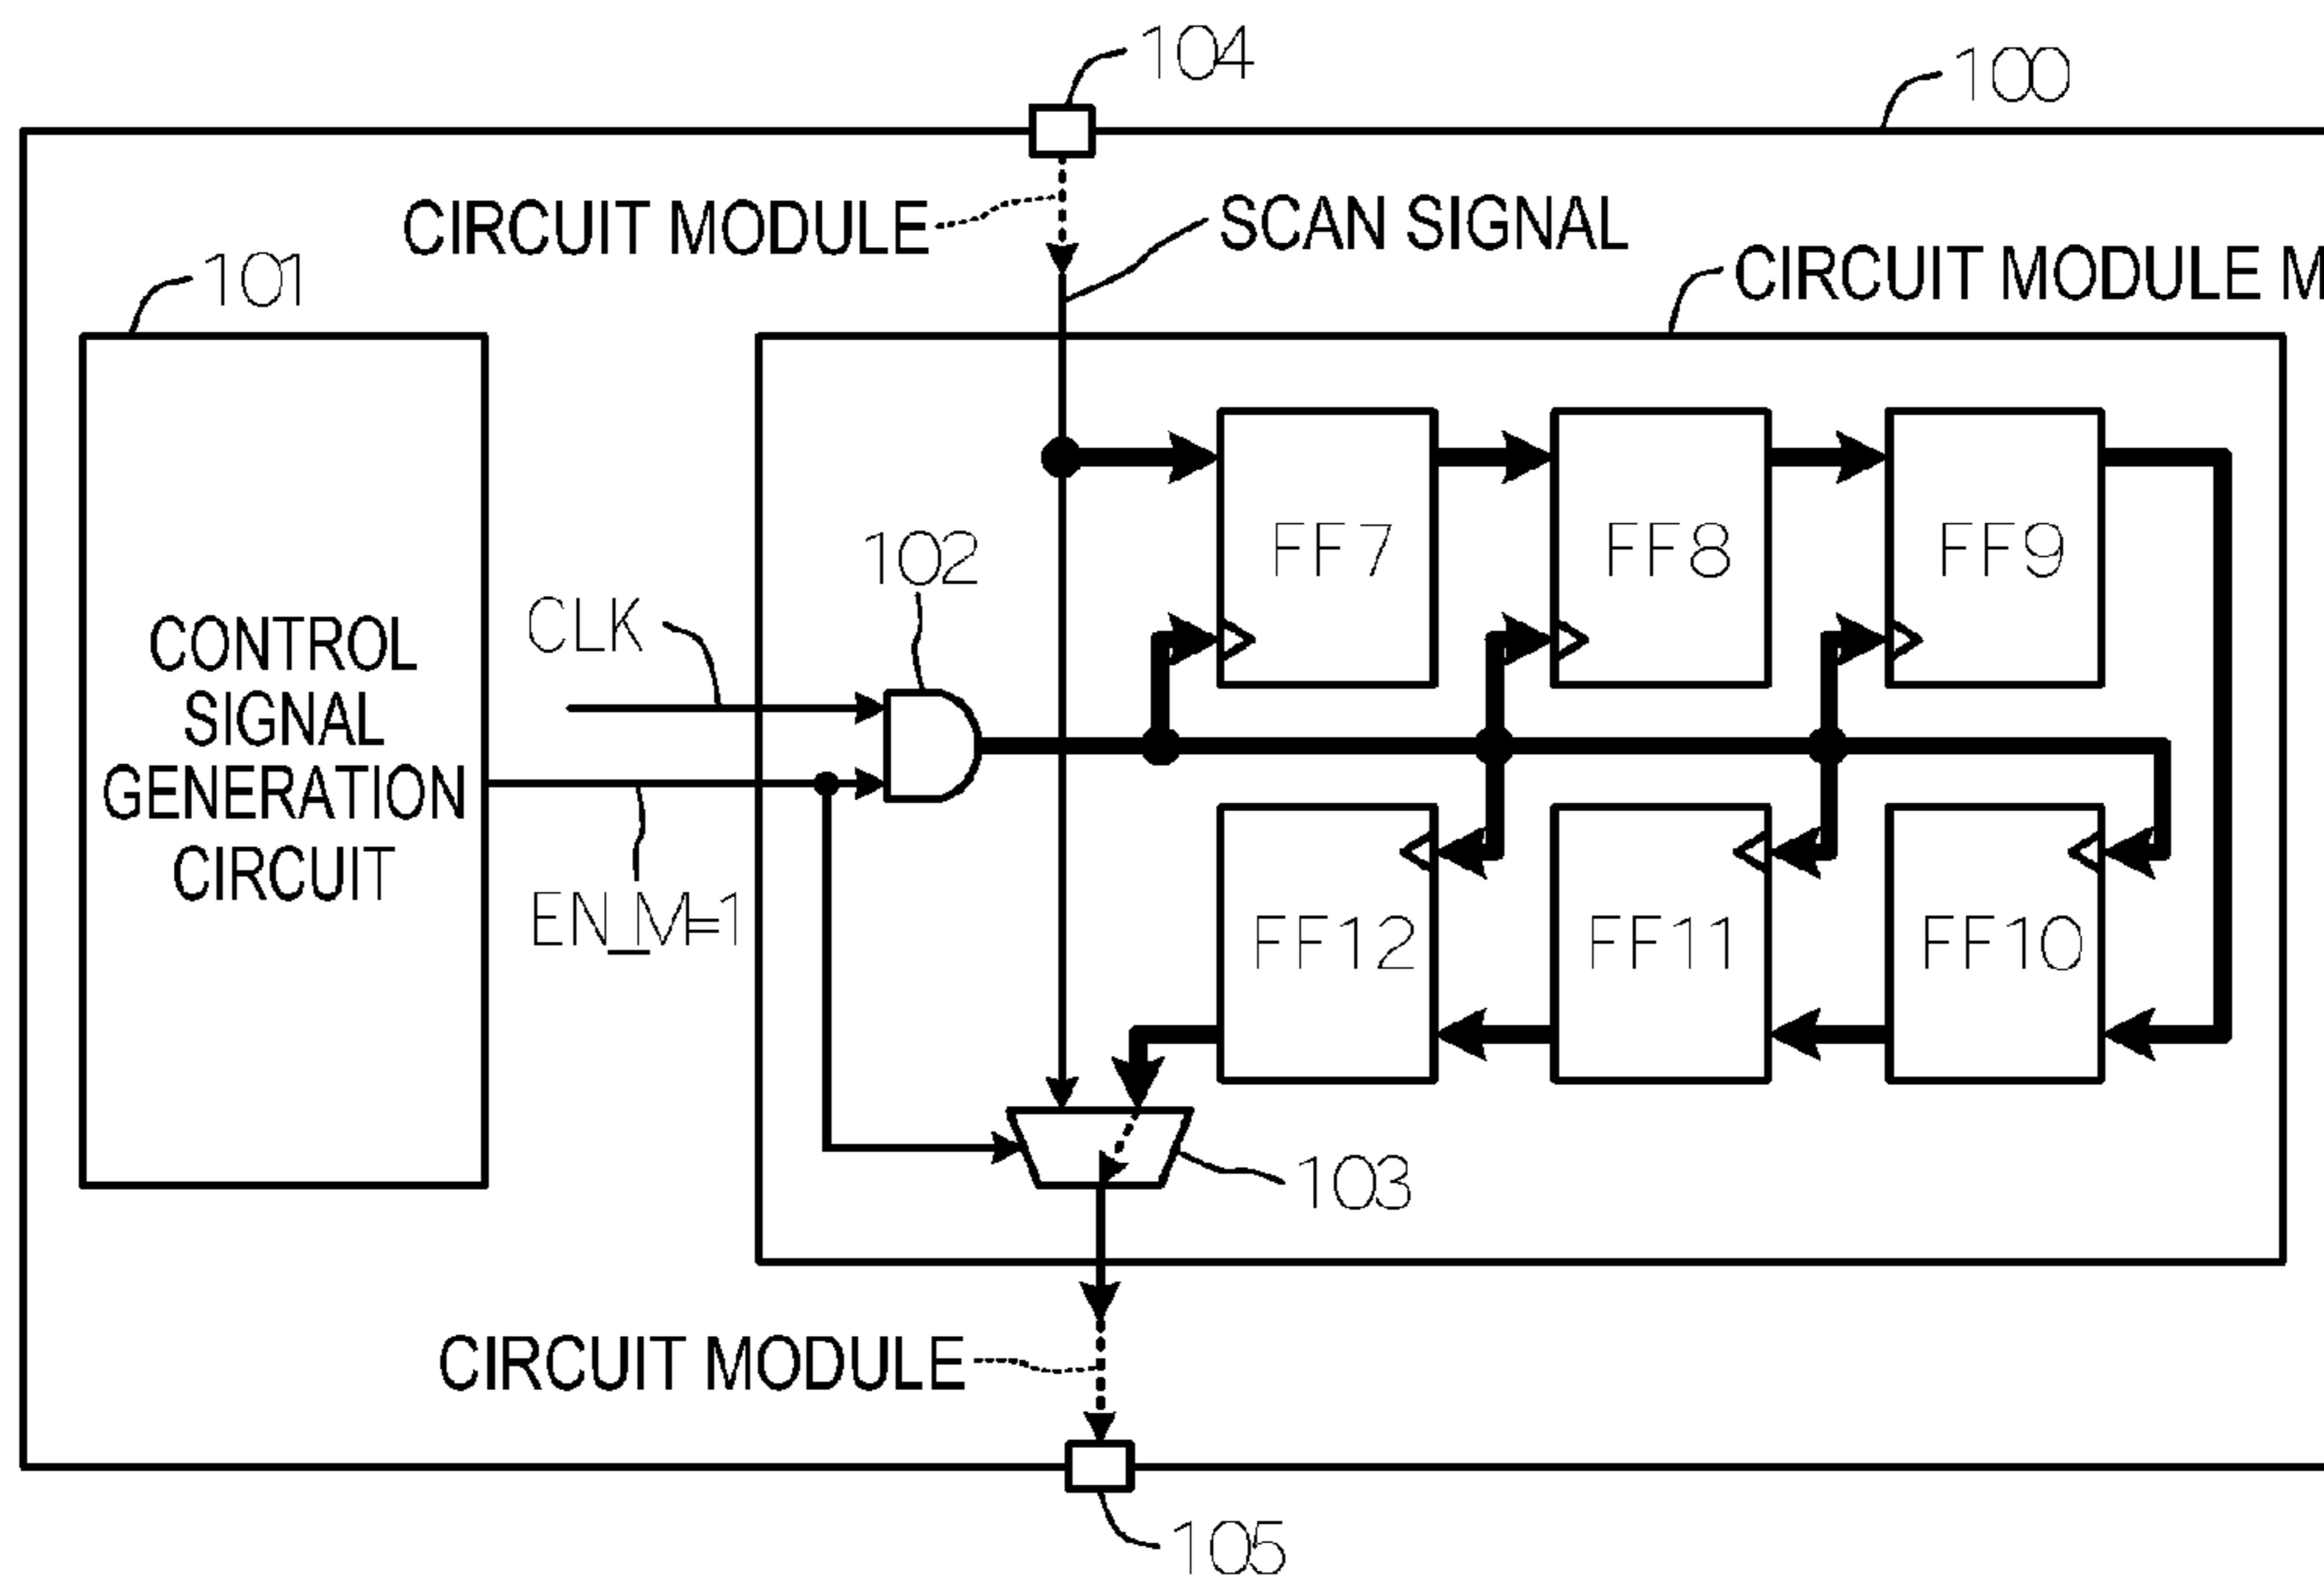 104
100
CIRCUIT MODULE
SCAN SIGNAL
CIRCUIT MODULE M
101
FF7
FF8
FF9
102
CLK
CONTROL
SIGNAL
GENERATION
CIRCUIT
EN_M=1
FF12
FF11
FF10
103
CIRCUIT MODULE
105